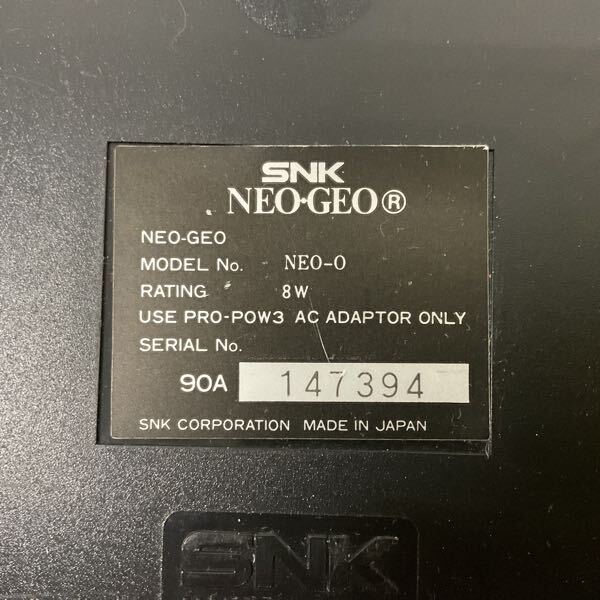 SNK
NEO·GEO®
NEO-GEO
MODEL No. NEO-O
RATING 8W
USE PRO-POW3 AC ADAPTOR ONLY
SERIAL No.
90A 147394
SNK CORPORATION MADE IN JAPAN
SNK